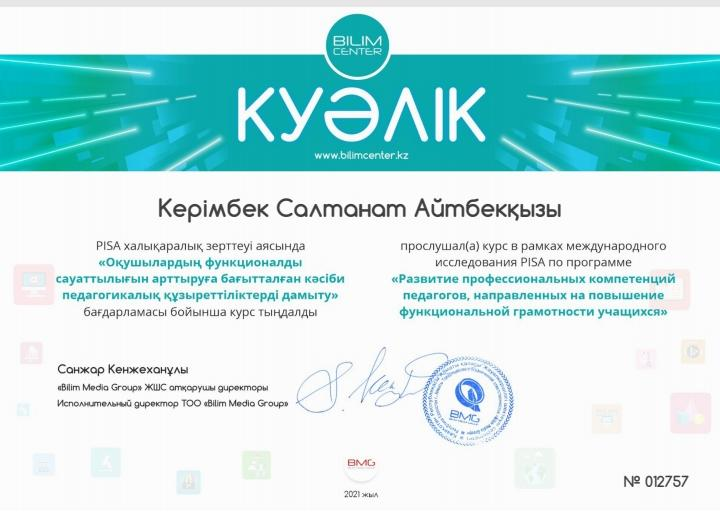 BILIM
CENTER
КУӘЛІК
www.bilimcenter.kz
Керімбек Салтанат Айтбекқызы
PISA халықаралық зерттеуі аясында
«Оқушылардың функционалды
сауаттылығын арттыруға бағытталған кәсіби
педагогикалық құзыреттіліктерді дамыту»
бағдарламасы бойынша курс тыңдалды
прослушал(а) курс в рамках международного
исследования PISA по программе
«Развитие профессиональных компетенций
педагогов, направленных на повышение
функциональной грамотности учащихся»
Санжар Кенжеханұлы
«Bilim Media Group» ЖШС атқарушы директоры
Исполнительный директор ТОО «Bilim Media Group»
BMG
BMG
2021 жыл
№ 012757